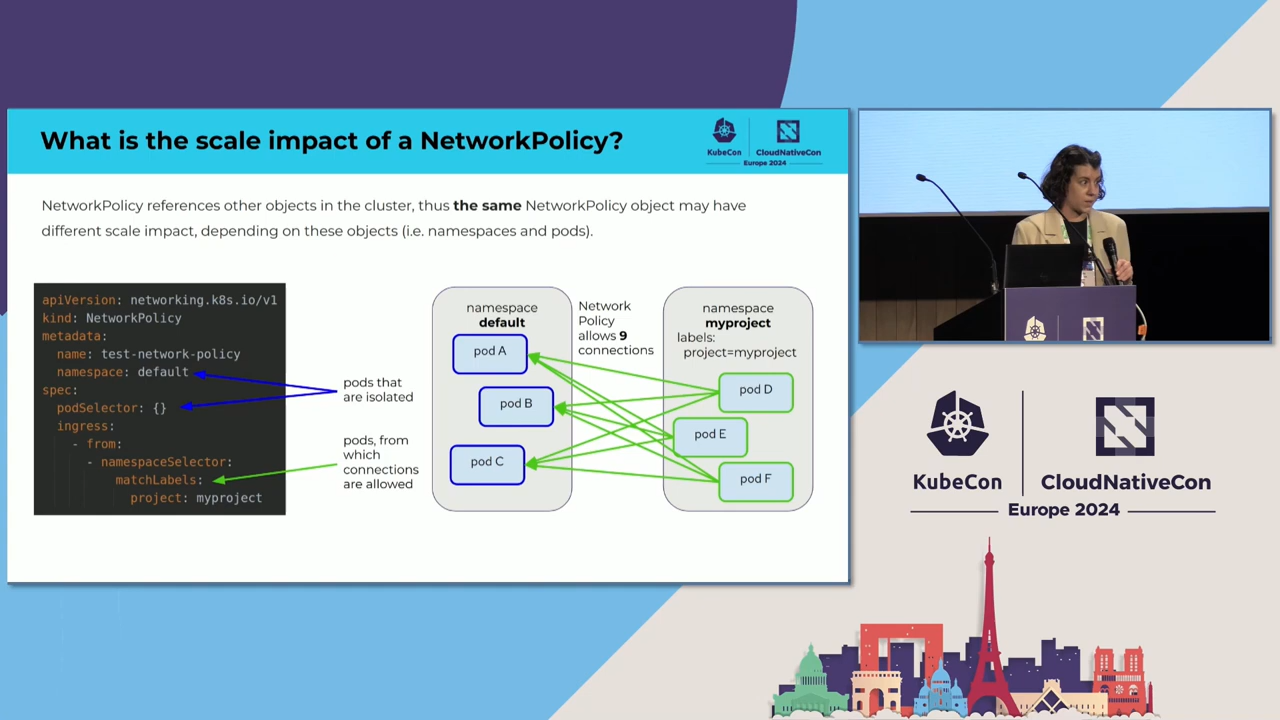 What is the scale impact of a NetworkPolicy?
KubeCon
CloudNativeCon
Europe 2024
NetworkPolicy references other objects in the cluster, thus the same NetworkPolicy object may have
different scale impact, depending on these objects (i.e. namespaces and pods).
apiVersion: networking.k8s.io/v1
kind: NetworkPolicy
metadata:
name: test-network-policy
namespace: default
spec:
podSelector: {}
ingress:
- from:
- namespaceSelector:
matchLabels:
project: myproject
pods that
are isolated
pods, from
which
connections
are allowed
namespace
default
pod A
pod B
pod C
Network
Policy
allows 9
connections
namespace
myproject
labels:
project=myproject
pod D
pod E
pod F
KubeCon
CloudNativeCon
Europe 2024